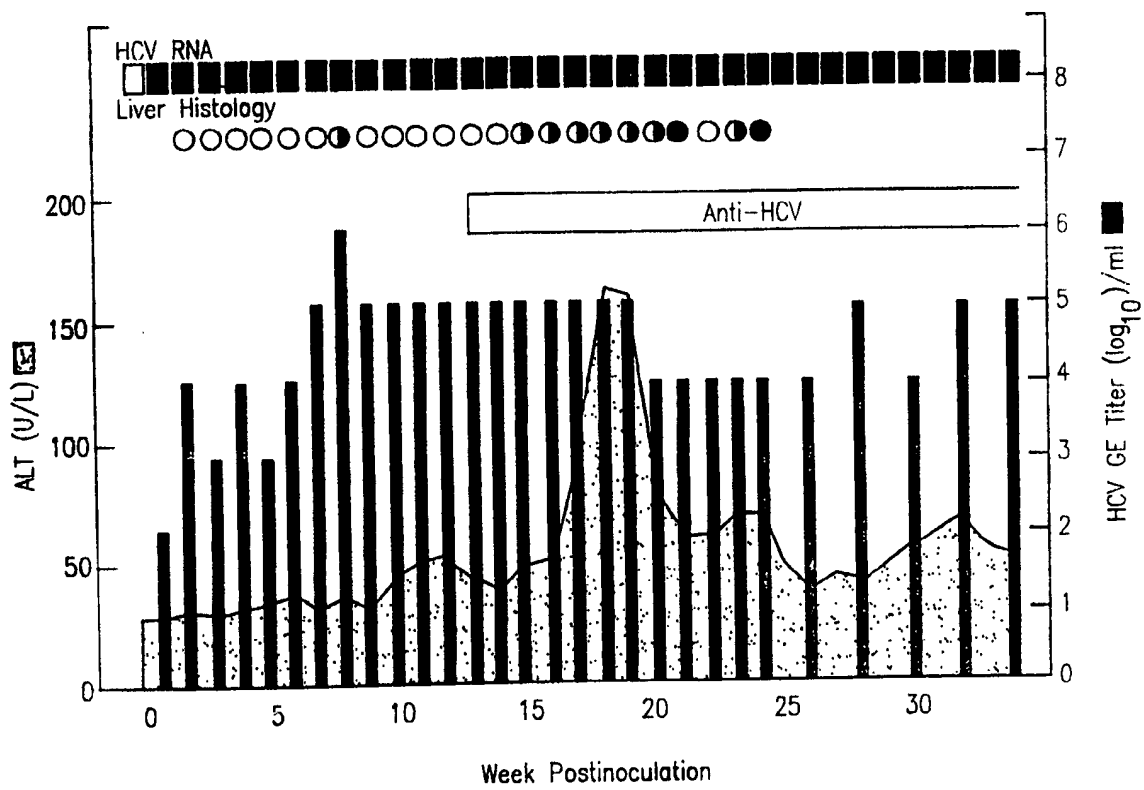 HCV RNA
Liver Histology
Anti-HCV
200
150
100
50
0
ALT (U/L)
8
7
6
5
4
3
2
1
0
HCV GE Titer (log10)/ml
0 5 10 15 20 25 30
Week Postinoculation